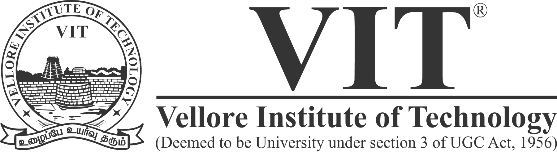 VELLORE INSTITUTE OF TECHNOLOGY
VIT
உழைப்பே உயர்வு தரும்
VIT®
Vellore Institute of Technology
(Deemed to be University under section 3 of UGC Act, 1956)